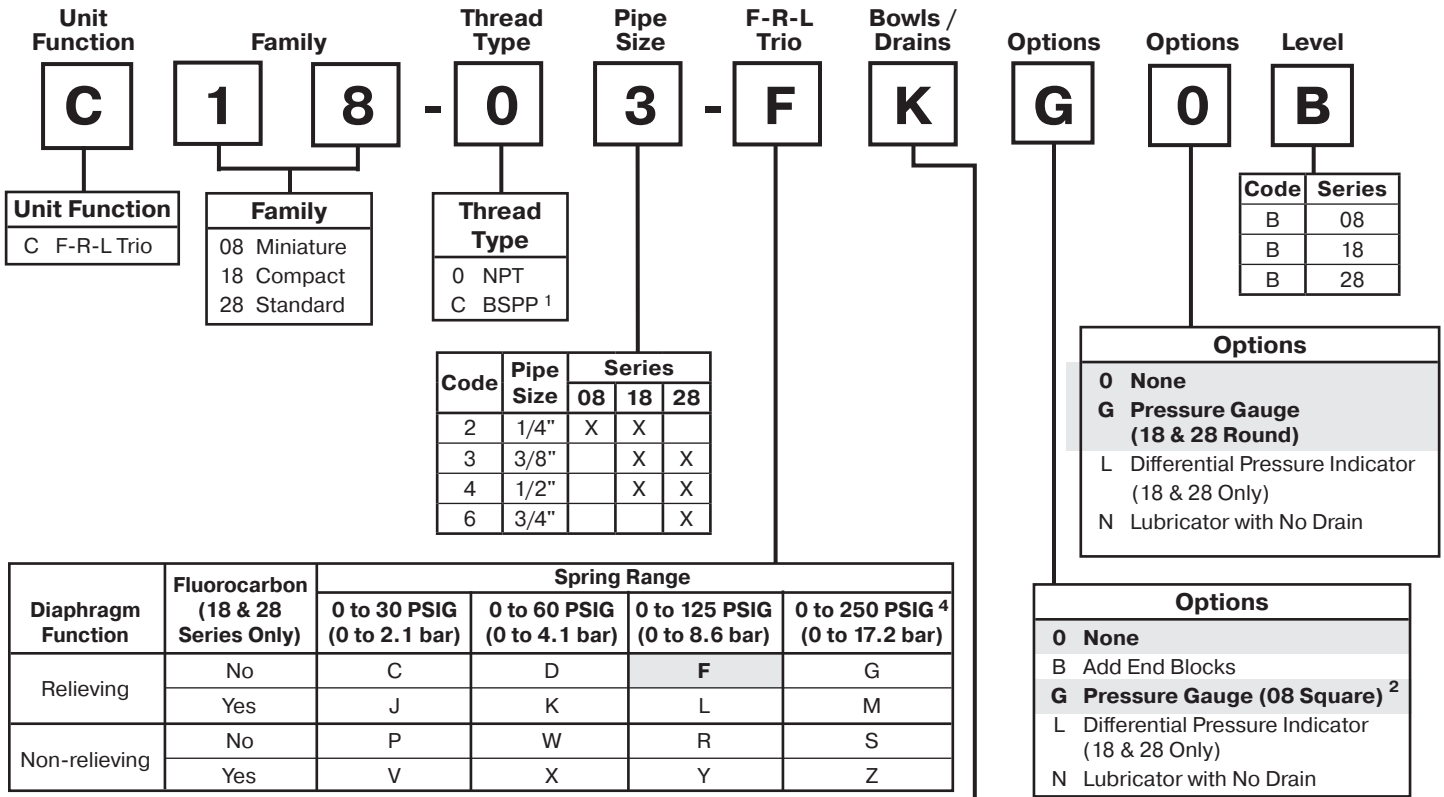 Unit Function
Family
Thread Type
Pipe Size
F-R-L Trio
Bowls / Drains
Options
Options
Level
C 1 8 - 0 3 - F K G 0 B
Unit Function
C F-R-L Trio
Family
08 Miniature
18 Compact
28 Standard
Thread Type
0 NPT
C BSPP 1
Code Series
B 08
B 18
B 28
Code Pipe Size Series
08 18 28
2 1/4" X X
3 3/8" X X
4 1/2" X X
6 3/4" X
Options
0 None
G Pressure Gauge
(18 & 28 Round)
L Differential Pressure Indicator
(18 & 28 Only)
N Lubricator with No Drain
Diaphragm Function
Fluorocarbon (18 & 28 Series Only)
Spring Range
0 to 30 PSIG (0 to 2.1 bar)
0 to 60 PSIG (0 to 4.1 bar)
0 to 125 PSIG (0 to 8.6 bar)
0 to 250 PSIG 4 (0 to 17.2 bar)
Relieving
No C D F G
Yes J K L M
Non-relieving
No P W R S
Yes V X Y Z
Options
0 None
B Add End Blocks
G Pressure Gauge (08 Square) 2
L Differential Pressure Indicator
(18 & 28 Only)
N Lubricator with No Drain